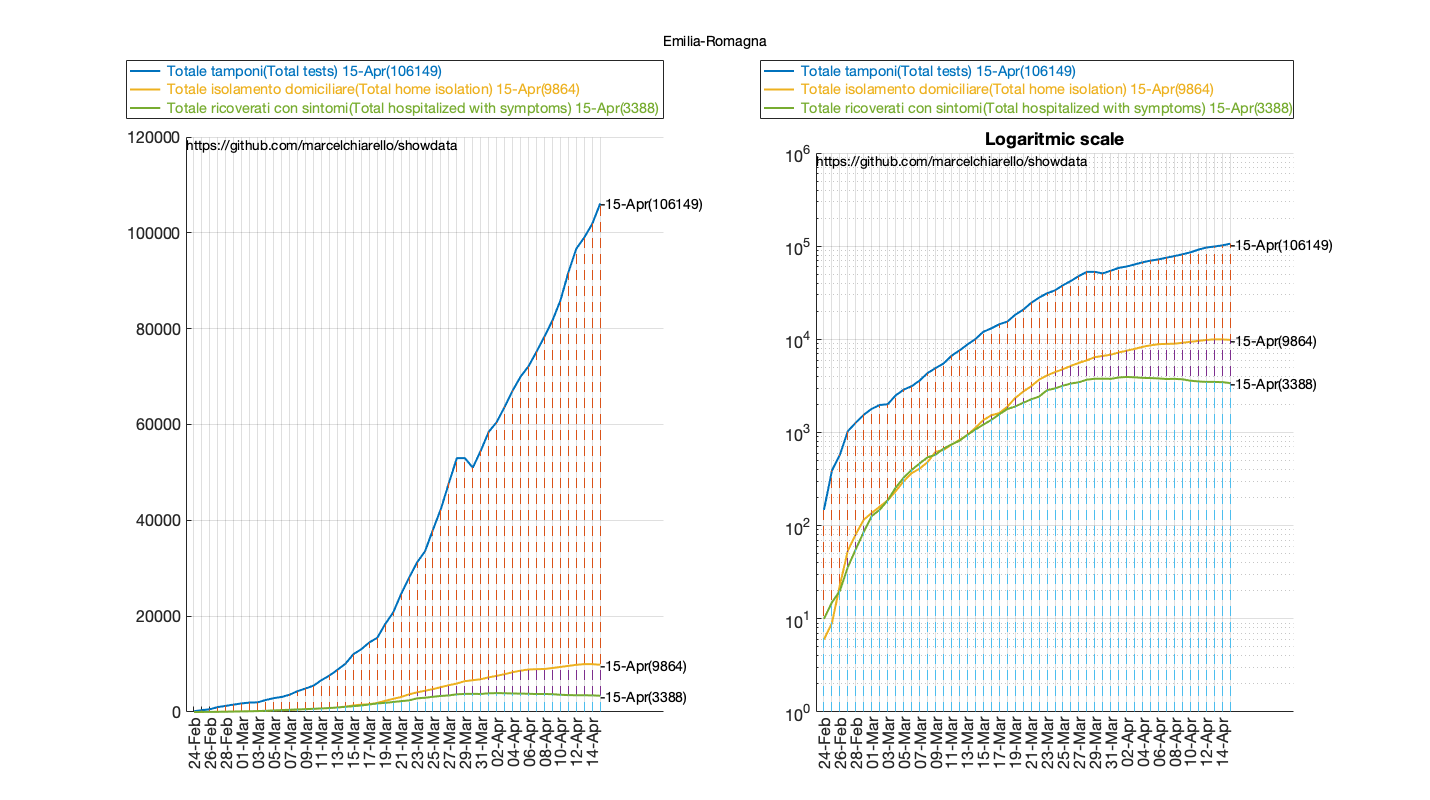 Emilia-Romagna
Totale tamponi(Total tests) 15-Apr(106149)
Totale isolamento domiciliare(Total home isolation) 15-Apr(9864)
Totale ricoverati con sintomi(Total hospitalized with symptoms) 15-Apr(3388)
120000
https://github.com/marcelchiarello/showdata
100000
80000
60000
40000
20000
0
15-Apr(106149)
15-Apr(9864)
15-Apr(3388)
24-Feb
26-Feb
28-Feb
01-Mar
03-Mar
05-Mar
07-Mar
09-Mar
11-Mar
13-Mar
15-Mar
17-Mar
19-Mar
21-Mar
23-Mar
25-Mar
27-Mar
29-Mar
31-Mar
02-Apr
04-Apr
06-Apr
08-Apr
10-Apr
12-Apr
14-Apr
Totale tamponi(Total tests) 15-Apr(106149)
Totale isolamento domiciliare(Total home isolation) 15-Apr(9864)
Totale ricoverati con sintomi(Total hospitalized with symptoms) 15-Apr(3388)
Logaritmic scale
10^6
https://github.com/marcelchiarello/showdata
10^5
10^4
10^3
10^2
10^1
10^0
15-Apr(106149)
15-Apr(9864)
15-Apr(3388)
24-Feb
26-Feb
28-Feb
01-Mar
03-Mar
05-Mar
07-Mar
09-Mar
11-Mar
13-Mar
15-Mar
17-Mar
19-Mar
21-Mar
23-Mar
25-Mar
27-Mar
29-Mar
31-Mar
02-Apr
04-Apr
06-Apr
08-Apr
10-Apr
12-Apr
14-Apr